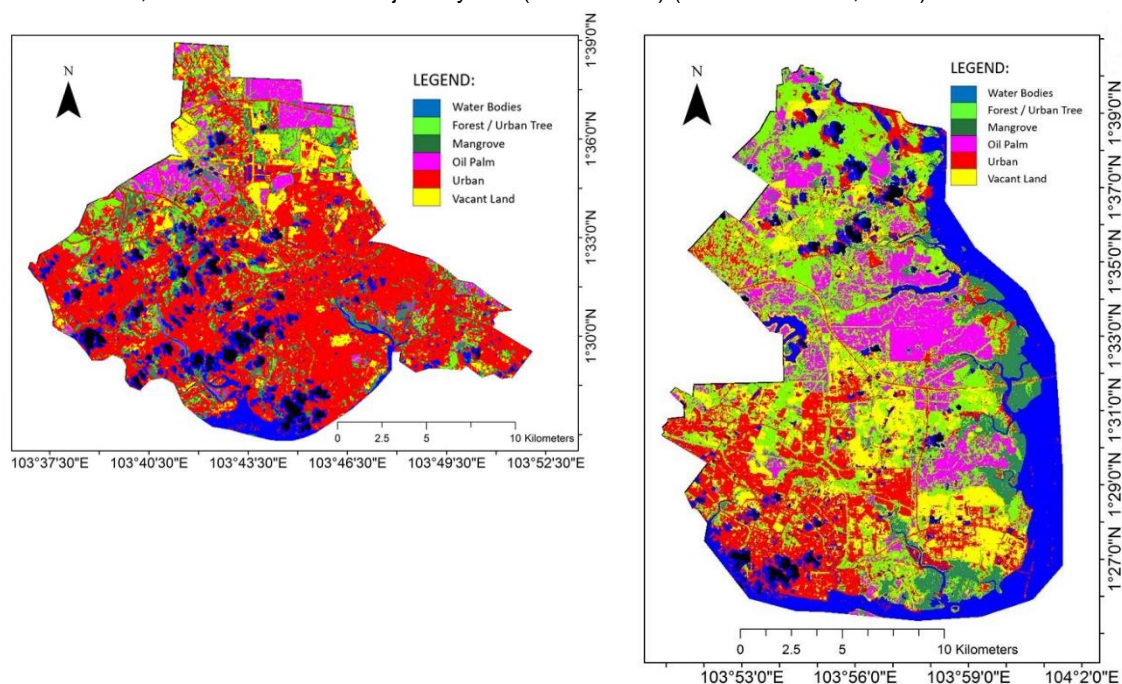 N
LEGEND:
Water Bodies
Forest / Urban Tree
Mangrove
Oil Palm
Urban
Vacant Land
1°39'0"N
1°36'0"N
1°33'0"N
1°30'0"N
0 2.5 5 10 Kilometers
103°37'30"E 103°40'30"E 103°43'30"E 103°46'30"E 103°49'30"E 103°52'30"E
N
LEGEND:
Water Bodies
Forest / Urban Tree
Mangrove
Oil Palm
Urban
Vacant Land
1°39'0"N
1°37'0"N
1°35'0"N
1°33'0"N
1°31'0"N
1°29'0"N
1°27'0"N
0 2.5 5 10 Kilometers
103°53'0"E 103°56'0"E 103°59'0"E 104°2'0"E